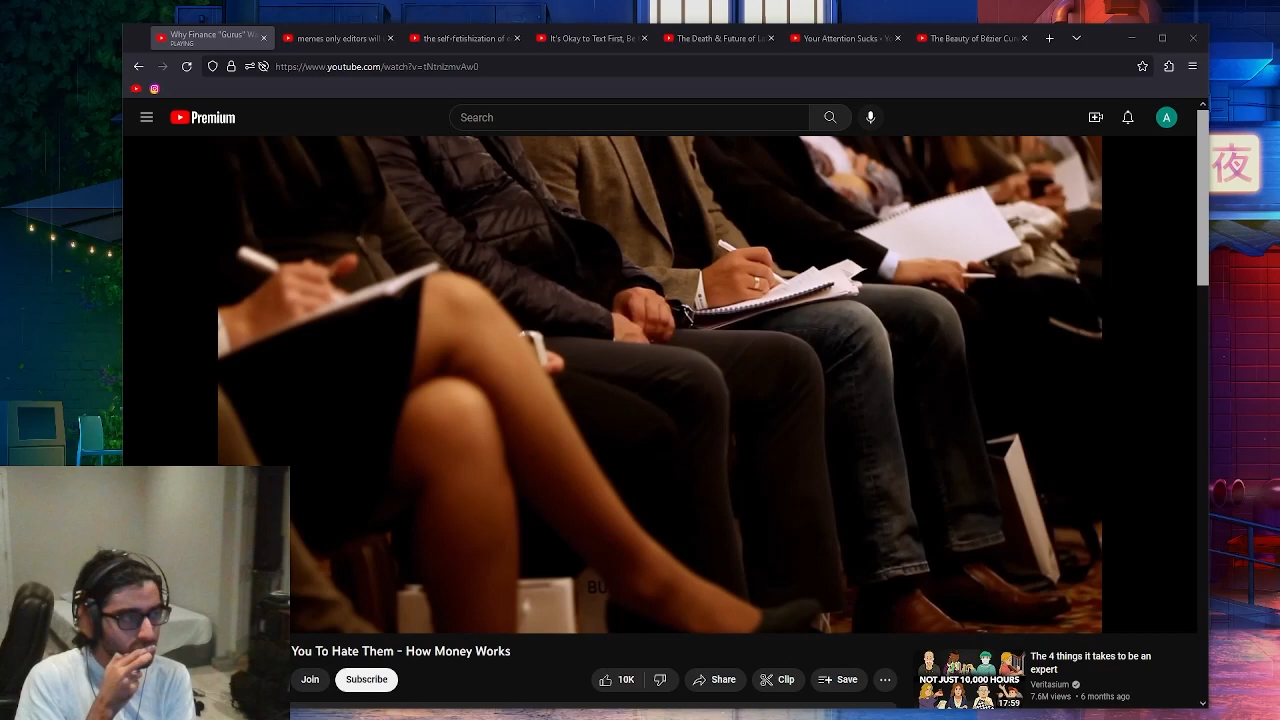 Why Finance "Gurus" Wa
PLAYING
memes only editors will
the self-fetishization of e
It's Okay to Text First, Be
The Death & Future of L
Your Attention Sucks - Yo
The Beauty of Bézier Cur
https://www.youtube.com/watch?v=tNtnIzmvAw0
Premium
Search
A
夜
BU
You To Hate Them - How Money Works
Join
Subscribe
10K
Share
Clip
Save
The 4 things it takes to be an
expert
Veritasium
7.6M views • 6 months ago
NOT JUST 10,000 HOURS
17:59